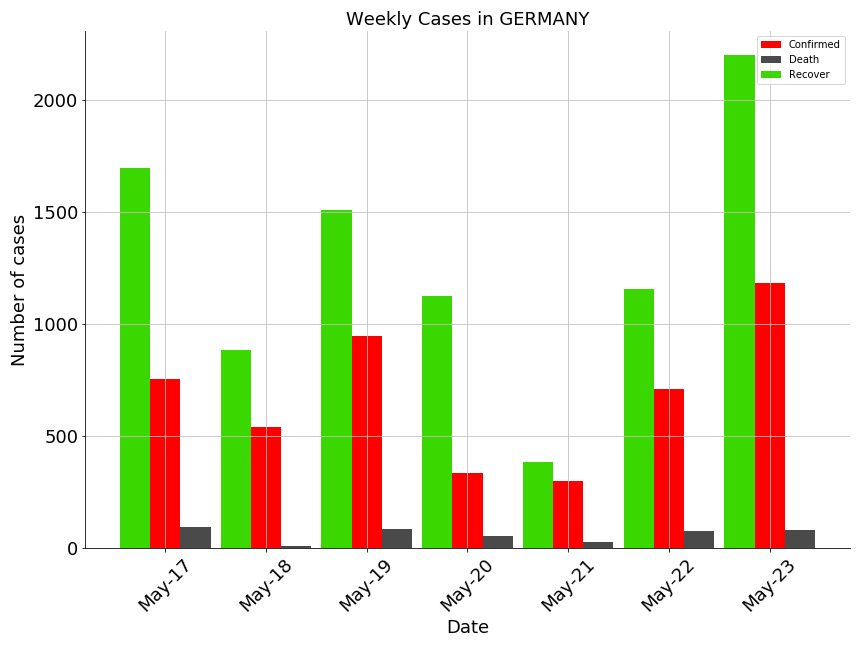 Weekly Cases in GERMANY
Confirmed
Death
Recover
Number of cases
2000
1500
1000
500
0
May-17
May-18
May-19
May-20
May-21
May-22
May-23
Date